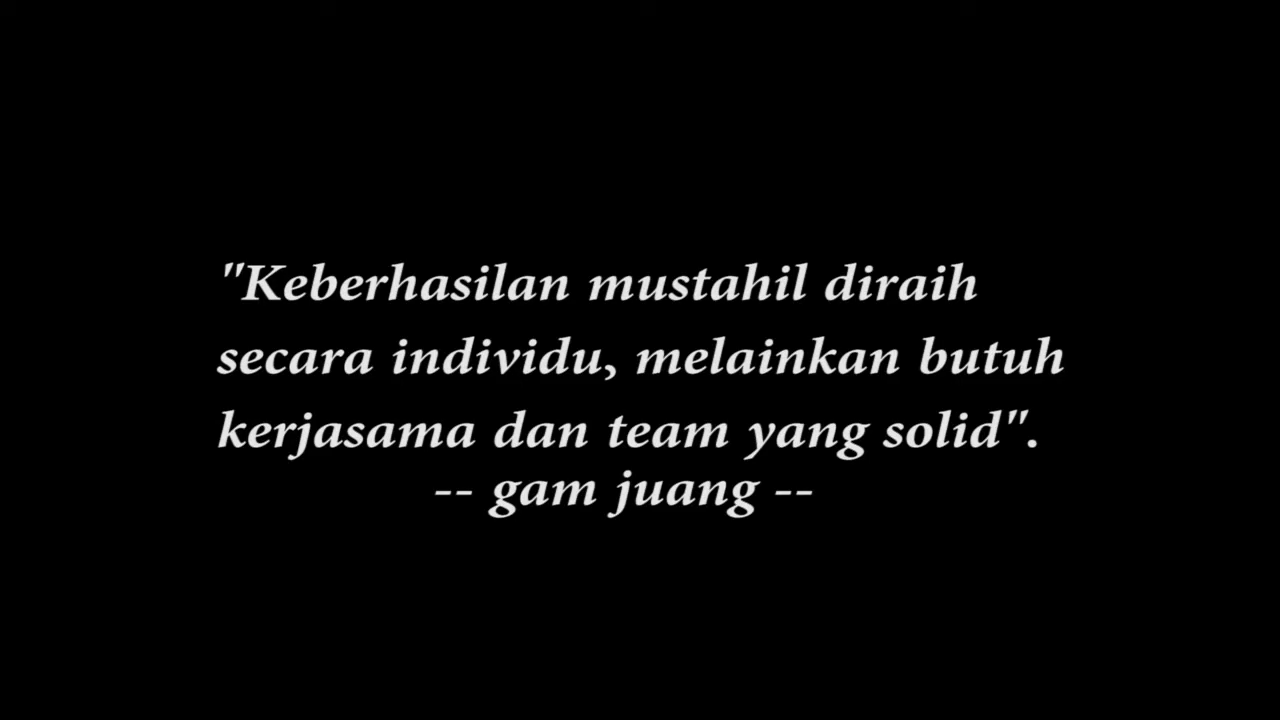 "Keberhasilan mustahil diraih
secara individu, melainkan butuh
kerjasama dan team yang solid".
-- gam juang --